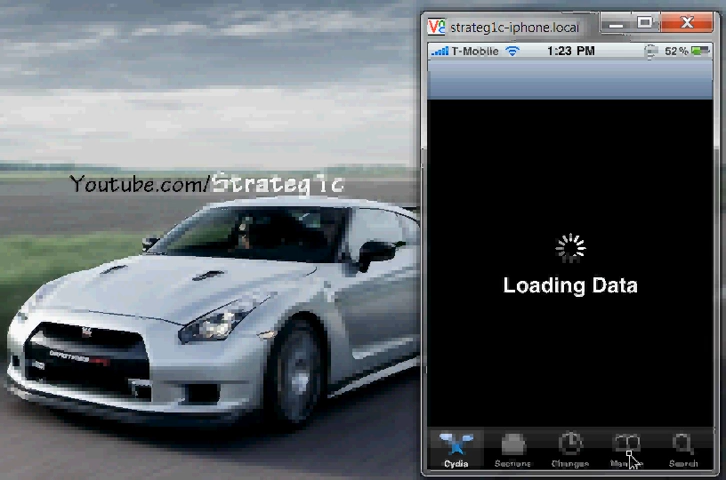 strateg1c-iphone.local
T-Mobile 1:23 PM 52%
Youtube.com/Strateg1c
Loading Data
Cydia Sections Changes Search